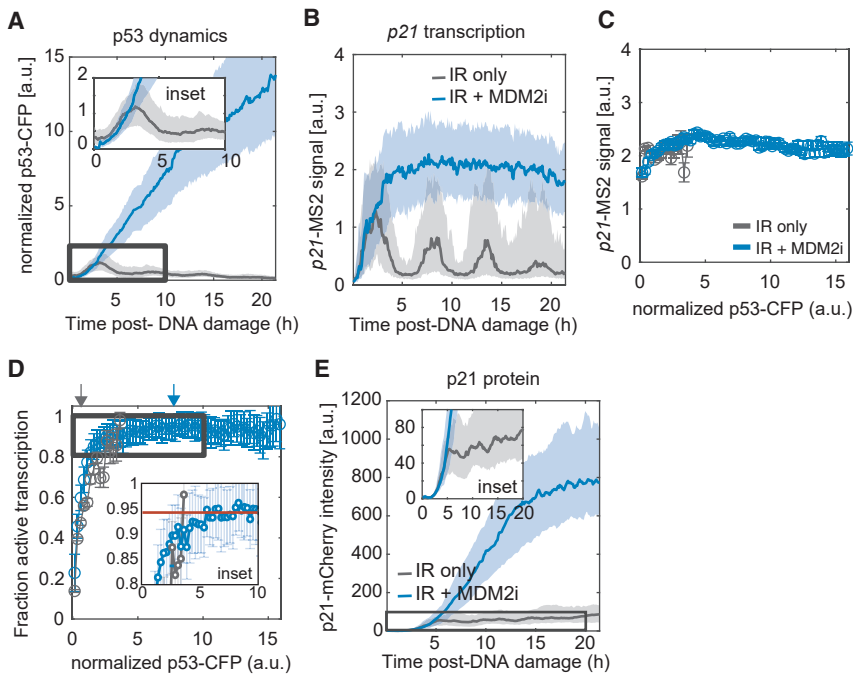 A
p53 dynamics
normalized p53-CFP [a.u.]
15
10
5
0
5 10 15 20
Time post- DNA damage (h)
inset
2
1
0
0 5 10
B
p21 transcription
p21-MS2 signal [a.u.]
4
3
2
1
0
IR only
IR + MDM2i
5 10 15 20
Time post-DNA damage (h)
C
p21-MS2 signal [a.u.]
4
3
2
1
0
IR only
IR + MDM2i
0 5 10 15
normalized p53-CFP (a.u.)
D
Fraction active transcription
1
0.8
0.6
0.4
0.2
0
0 5 10 15
normalized p53-CFP (a.u.)
1
0.95
0.9
0.85
0.8
0 5 10
inset
E
p21 protein
p21-mCherry intensity [a.u.]
1200
1000
800
600
400
200
0
80
40
0
0 5 10 15 20
inset
IR only
IR + MDM2i
5 10 15 20
Time post-DNA damage (h)